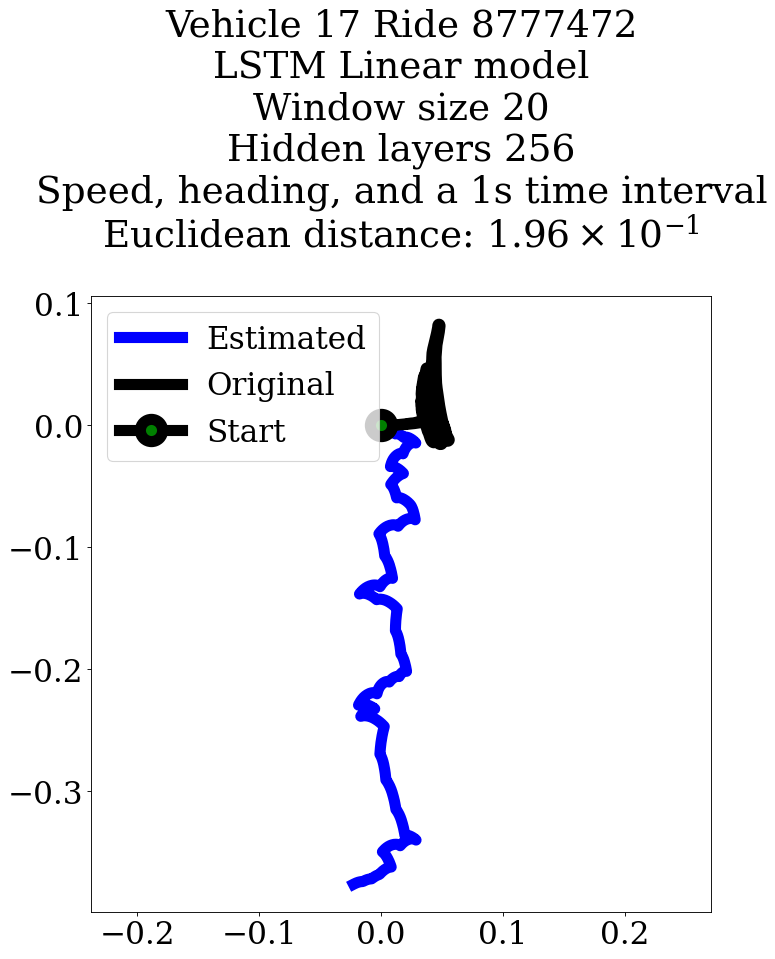 Vehicle 17 Ride 8777472
LSTM Linear model
Window size 20
Hidden layers 256
Speed, heading, and a 1s time interval
Euclidean distance: 1.96 × 10⁻¹
Estimated
Original
Start
0.1
0.0
−0.1
−0.2
−0.3
−0.2 −0.1 0.0 0.1 0.2